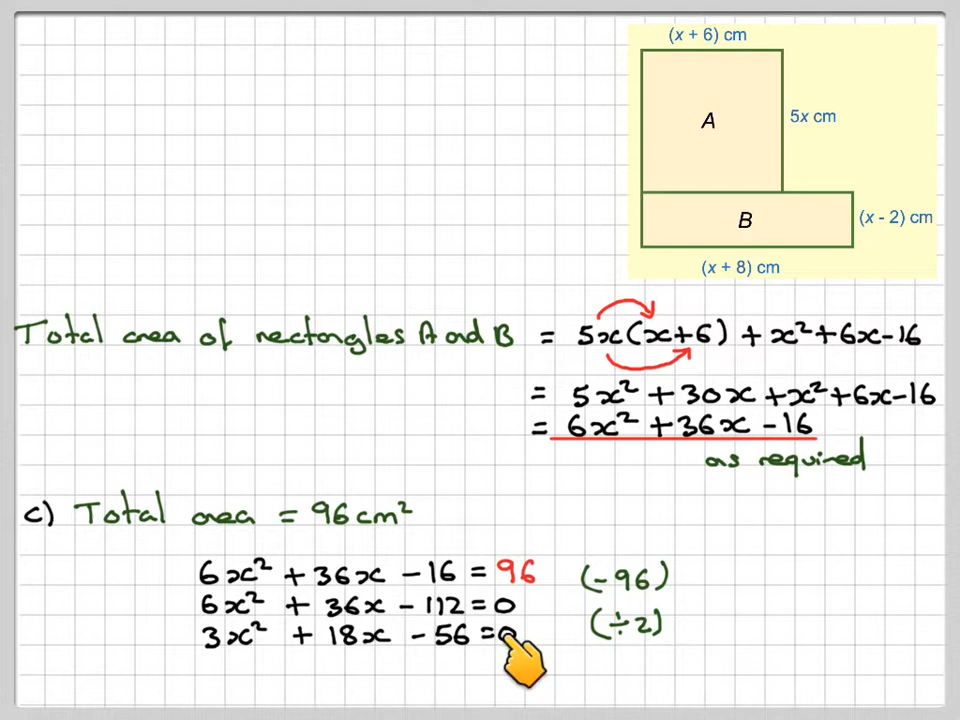 (x + 6) cm
A
5x cm
B
(x - 2) cm
(x + 8) cm
Total area of rectangles A and B = 5x(x+6) + x²+6x-16
= 5x² + 30x + x² + 6x - 16
= 6x² + 36x - 16
as required
c) Total area = 96cm²
6x² + 36x - 16 = 96 (- 96)
6x² + 36x - 112 = 0 (÷2)
3x² + 18x - 56 = 0